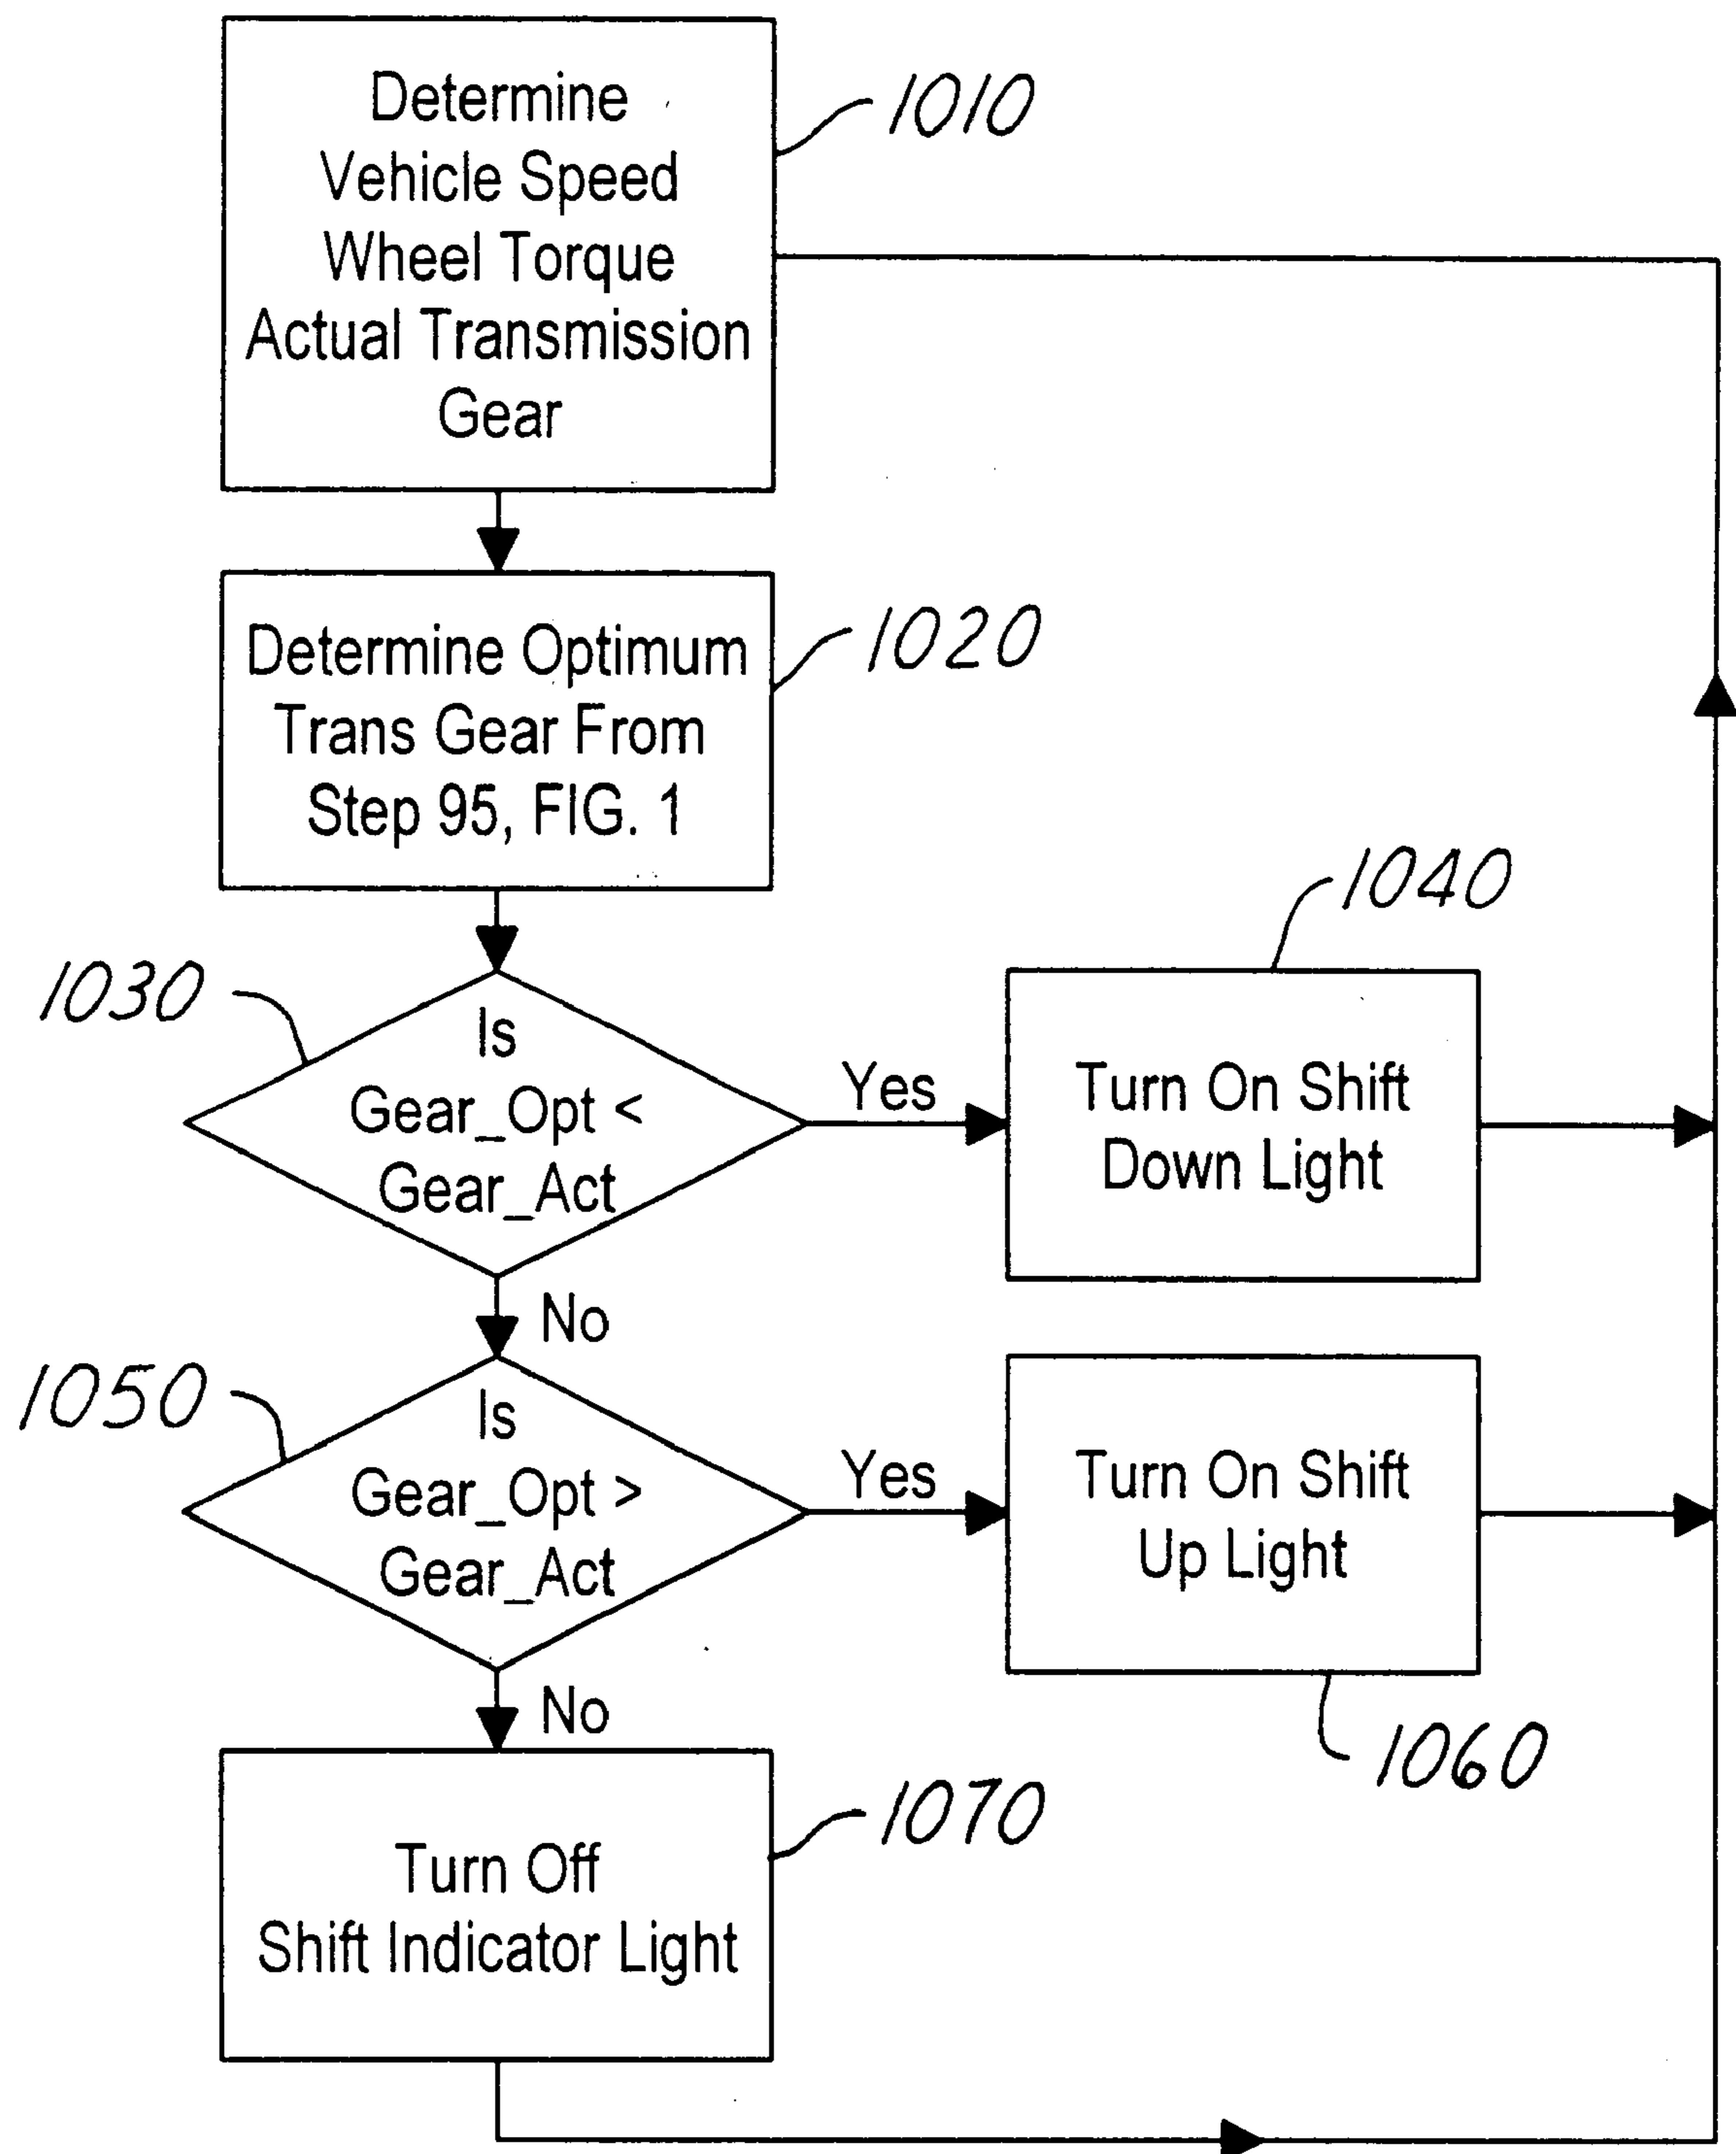 Determine
Vehicle Speed
Wheel Torque
Actual Transmission
Gear
1010
Determine Optimum
Trans Gear From
Step 95, FIG. 1
1020
1030
Is
Gear_Opt <
Gear_Act
Yes
1040
Turn On Shift
Down Light
No
1050
Is
Gear_Opt >
Gear_Act
Yes
Turn On Shift
Up Light
1060
No
Turn Off
Shift Indicator Light
1070